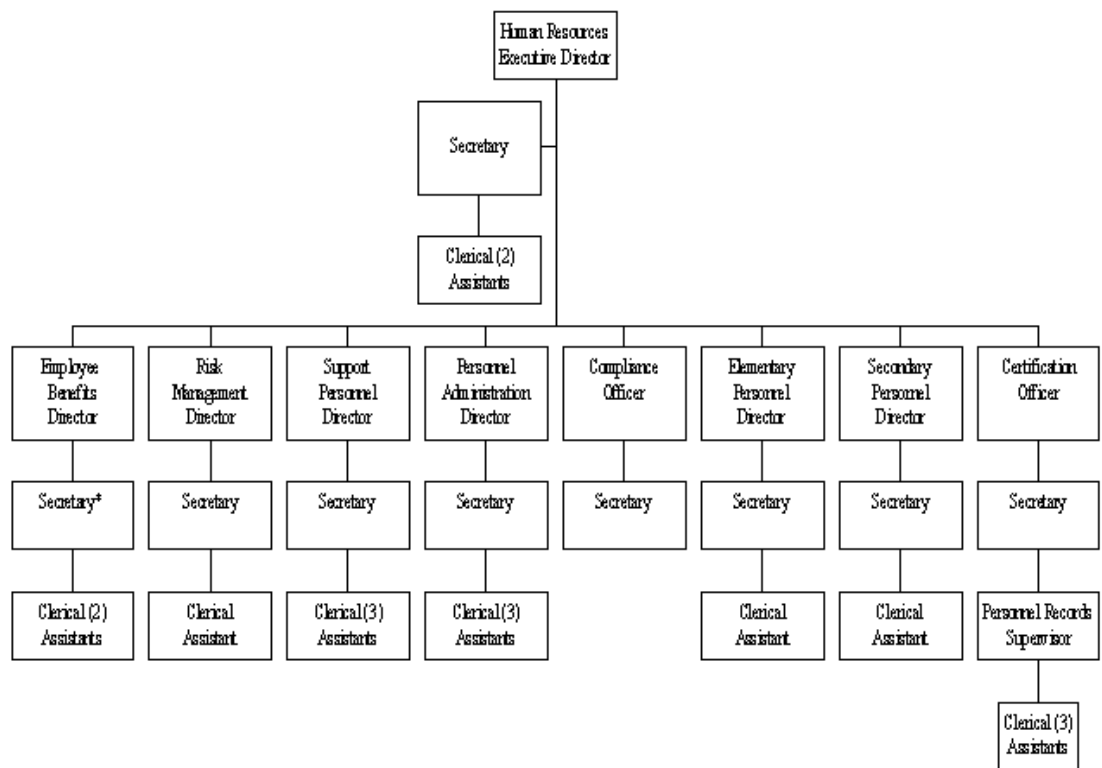 Human Resources
Executive Director
Secretary
Clerical (2)
Assistants
Employee
Benefits
Director
Risk
Management
Director
Support
Personnel
Director
Personnel
Administration
Director
Compliance
Officer
Elementary
Personnel
Director
Secondary
Personnel
Director
Certification
Officer
Secretary*
Secretary
Secretary
Secretary
Secretary
Secretary
Secretary
Secretary
Clerical (2)
Assistants
Clerical
Assistant
Clerical (3)
Assistants
Clerical (3)
Assistants
Clerical
Assistant
Clerical
Assistant
Personnel Records
Supervisor
Clerical (3)
Assistants